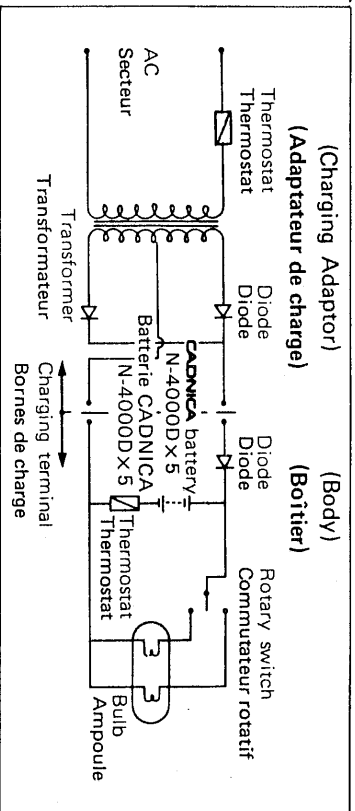 (Charging Adaptor)
(Adaptateur de charge)
(Body)
(Boîtier)
Thermostat
Thermostat
AC
Secteur
Transformer
Transformateur
Diode
Diode
CADNICA battery
N-4000D×5
Batterie CADNICA
N-4000D×5
Charging terminal
Bornes de charge
Diode
Diode
Thermostat
Thermostat
Rotary switch
Commutateur rotatif
Bulb
Ampoule